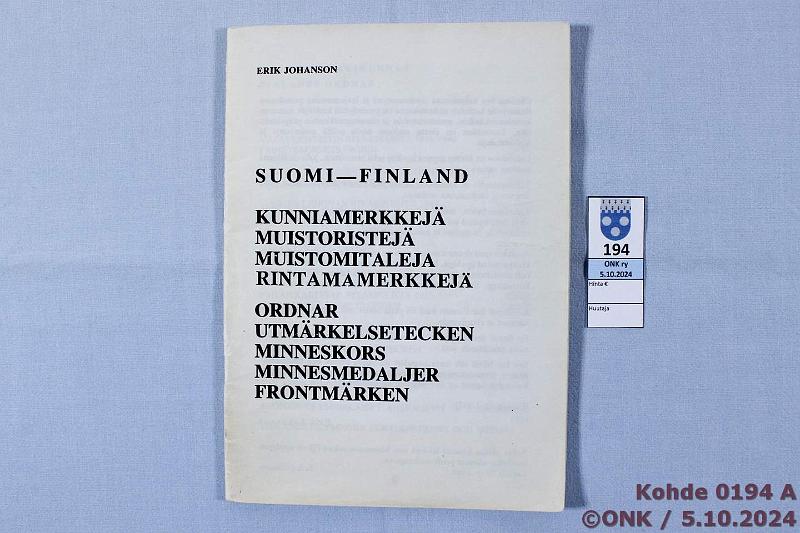 ERIK JOHANSON
SUOMI—FINLAND
KUNNIAMERKKEJÄ
MUISTORISTEJÄ
MUISTOMITALEJA
RINTAMAMERKKEJÄ
ORDNAR
UTMÄRKELSETECKEN
MINNESKORS
MINNESMEDALJER
FRONTMÄRKEN
194
ONK ry
5.10.2024
Hinta €
Huutaja
Kohde 0194 A
©ONK / 5.10.2024